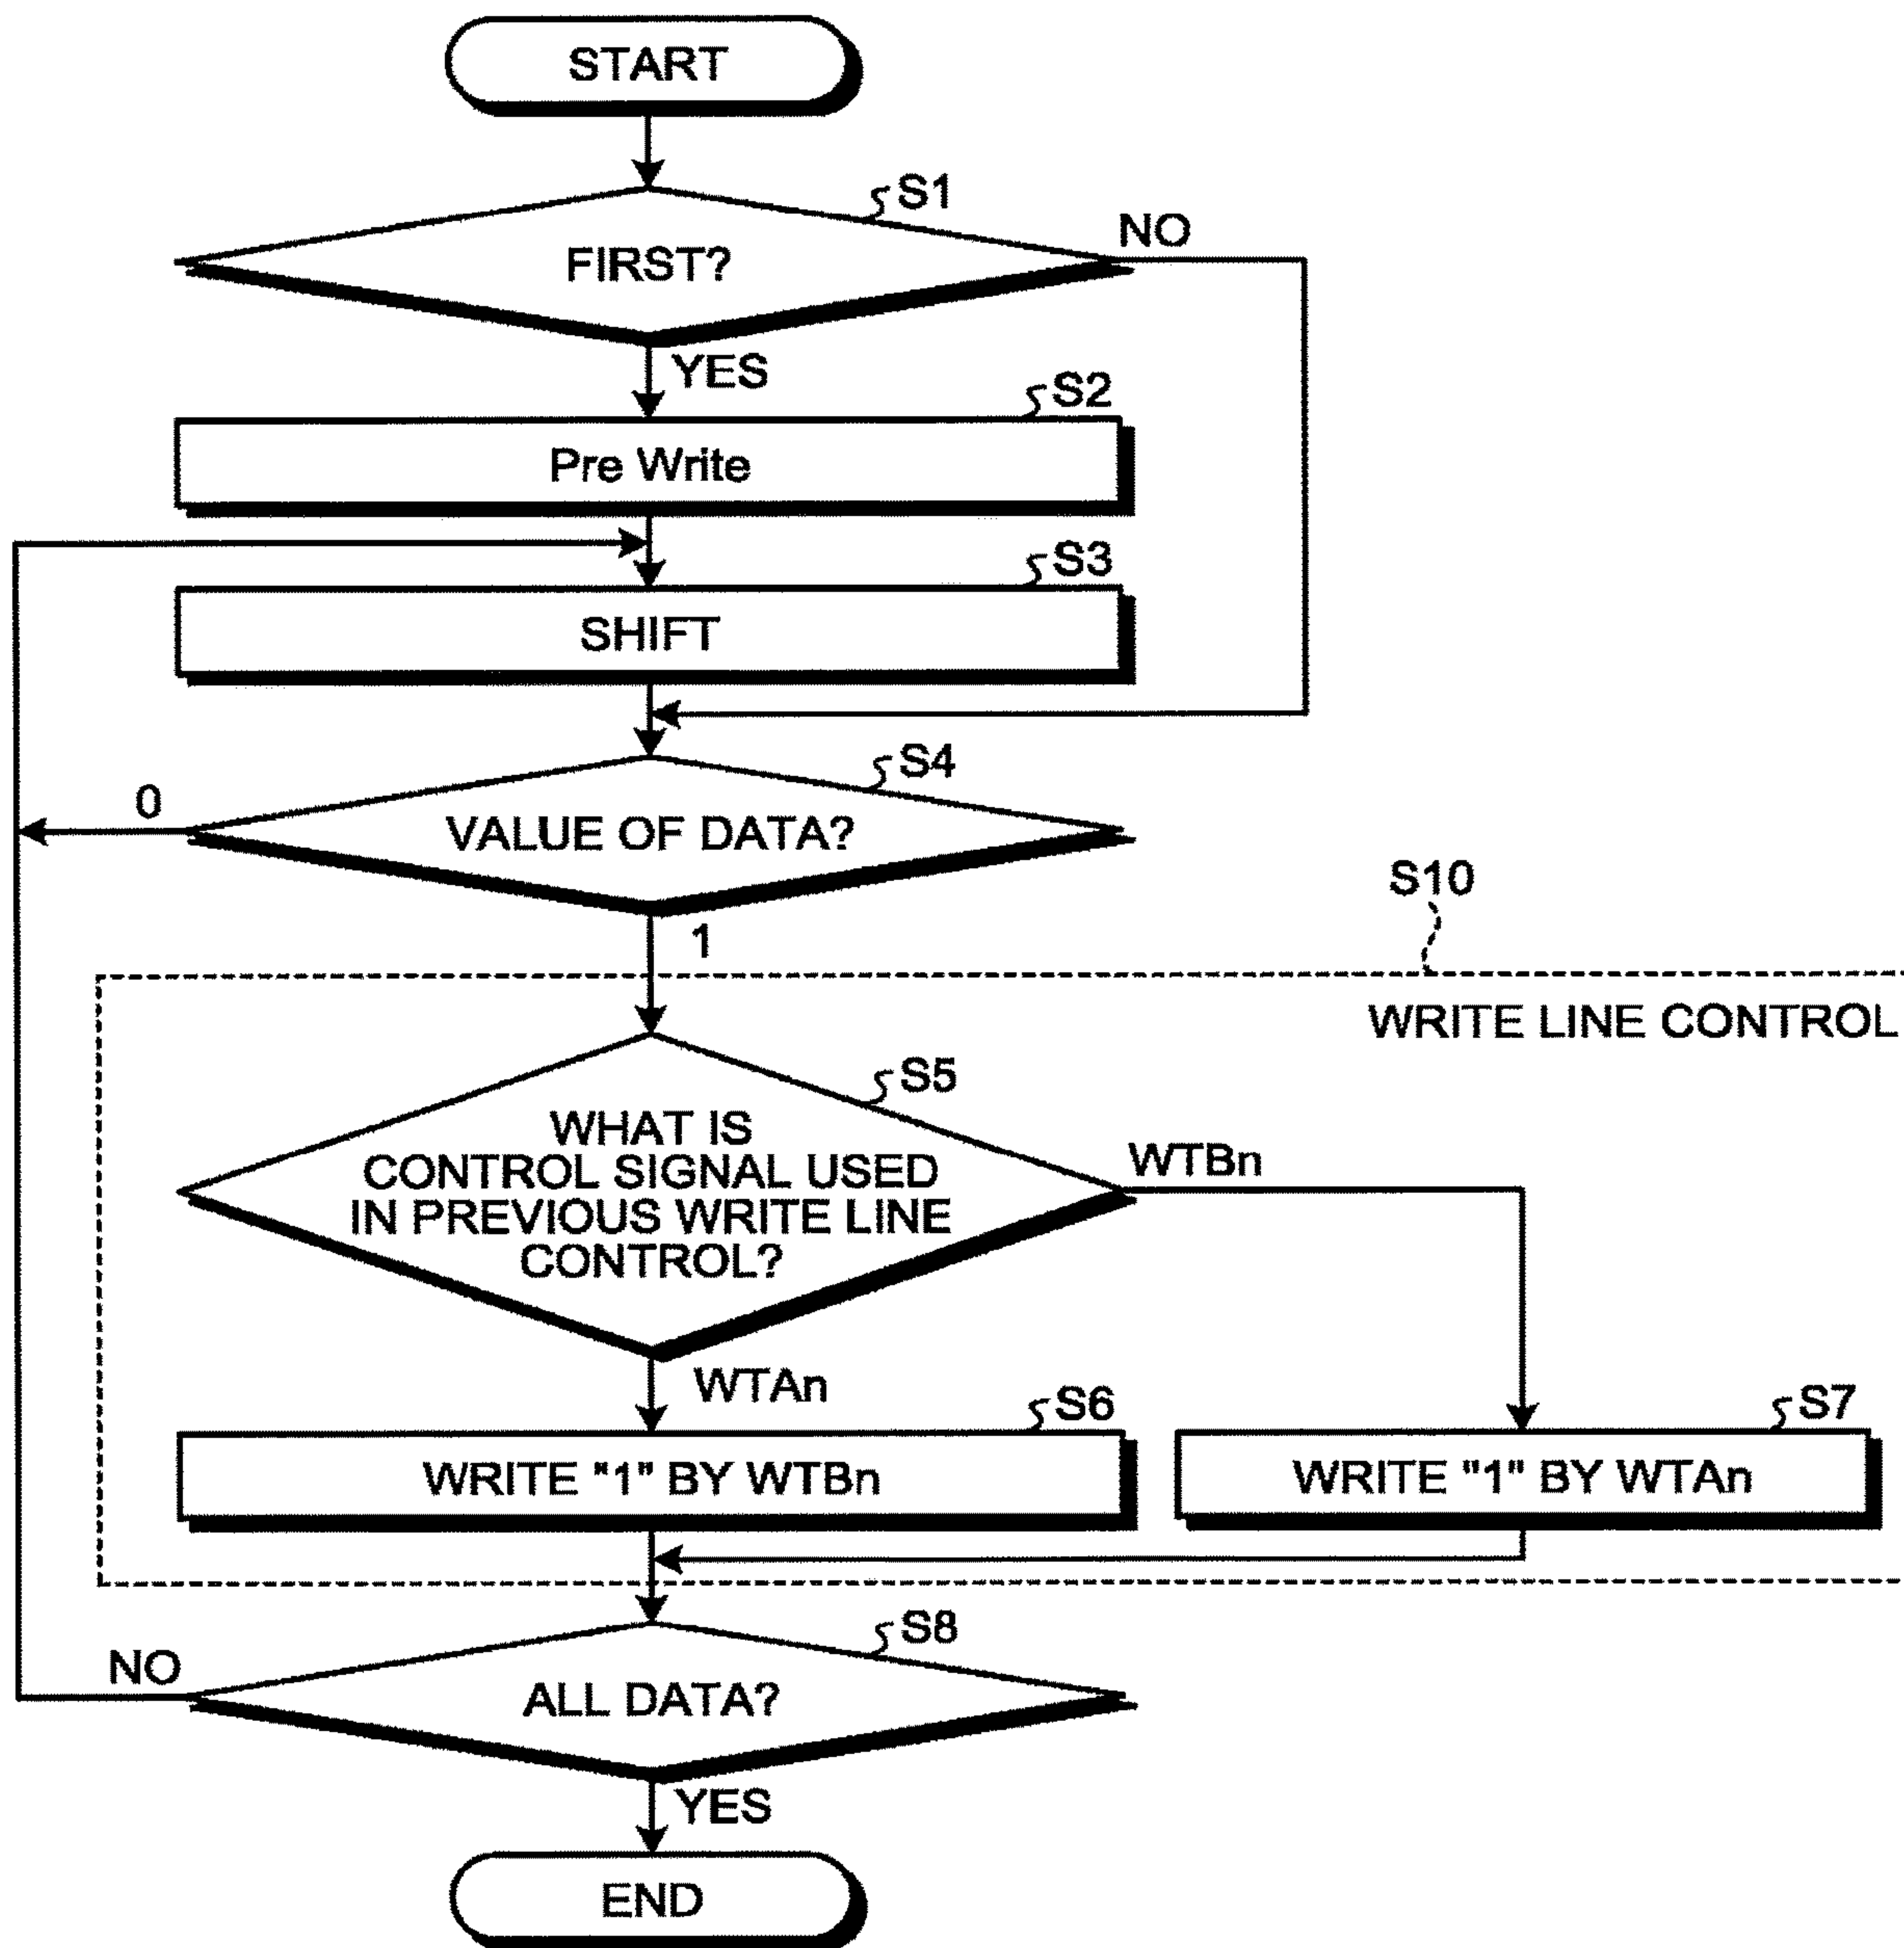 START
S1
FIRST?
NO
YES
S2
Pre Write
S3
SHIFT
S4
VALUE OF DATA?
0
1
S10
WRITE LINE CONTROL
S5
WHAT IS
CONTROL SIGNAL USED
IN PREVIOUS WRITE LINE
CONTROL?
WTBn
WTAn
S6
WRITE "1" BY WTBn
S7
WRITE "1" BY WTAn
S8
ALL DATA?
NO
YES
END